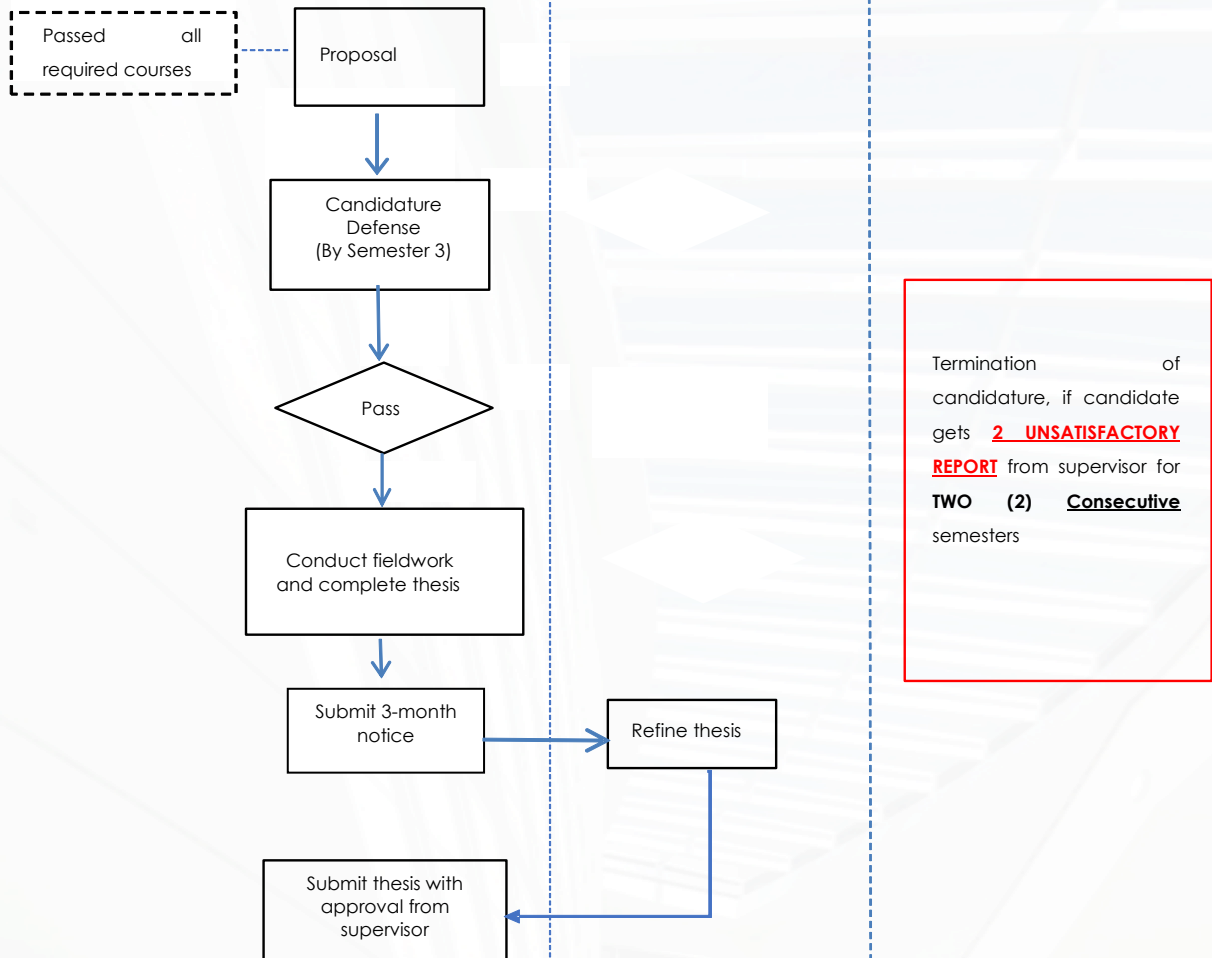 Passed all
required courses
Proposal
Candidature
Defense
(By Semester 3)
Pass
Conduct fieldwork
and complete thesis
Submit 3-month
notice
Refine thesis
Submit thesis with
approval from
supervisor
Termination of
candidature, if candidate
gets 2 UNSATISFACTORY
REPORT from supervisor for
TWO (2) Consecutive
semesters